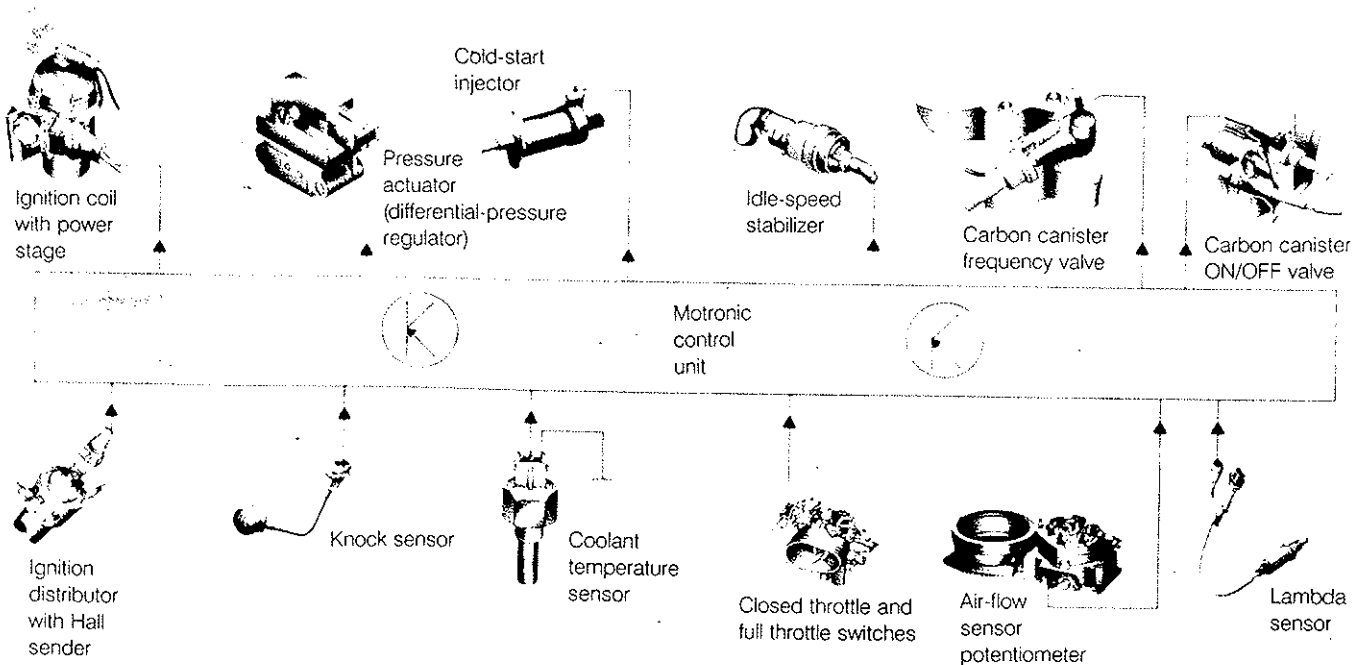 Cold-start
injector
Ignition coil
with power
stage
Pressure
actuator
(differential-pressure
regulator)
Idle-speed
stabilizer
Carbon canister
frequency valve
Carbon canister
ON/OFF valve
Motronic
control
unit
Ignition
distributor
with Hall
sender
Knock sensor
Coolant
temperature
sensor
Closed throttle and
full throttle switches
Air-flow
sensor
potentiometer
Lambda
sensor